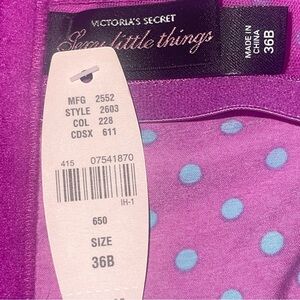 VICTORIA'S SECRET
Sexy little things
MADE IN
CHINA
36B
MFG 2552
STYLE 2603
COL 228
CDSX 611
415 07541870
IH-1
650
SIZE
36B